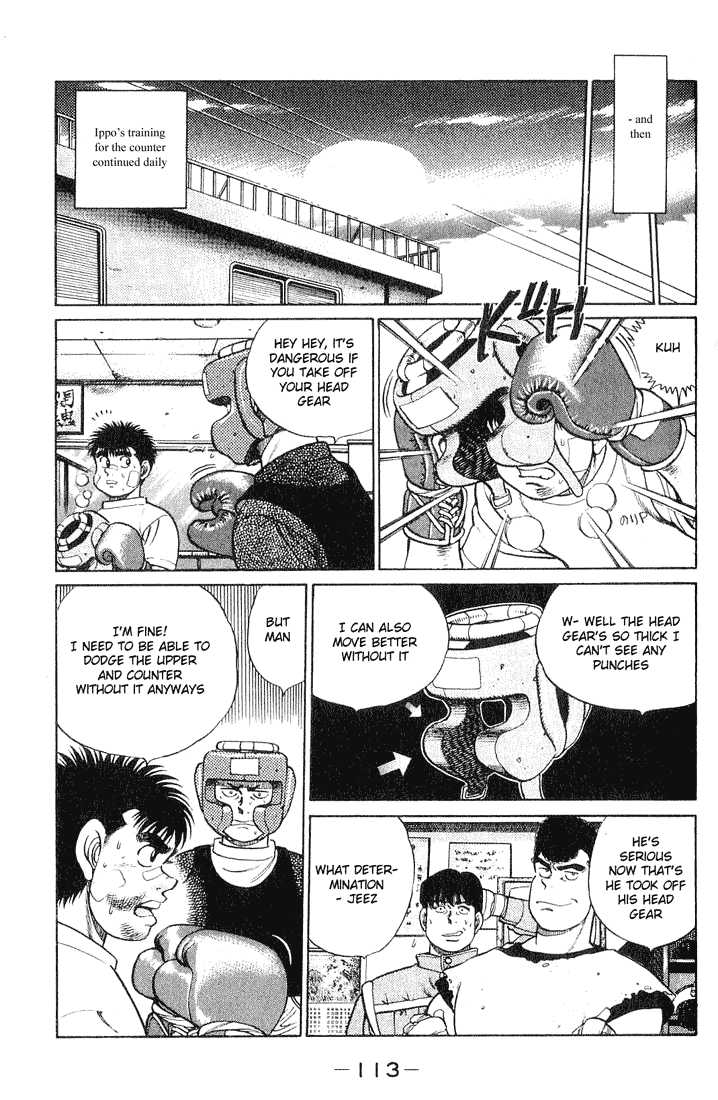 - and
then
Ippo's training
for the counter
continued daily
KUH
HEY HEY, IT'S
DANGEROUS IF
YOU TAKE OFF
YOUR HEAD
GEAR
W- WELL THE HEAD
GEAR'S SO THICK I
CAN'T SEE ANY
PUNCHES
I CAN ALSO
MOVE BETTER
WITHOUT IT
BUT
MAN
I'M FINE!
I NEED TO BE ABLE TO
DODGE THE UPPER
AND COUNTER
WITHOUT IT ANYWAYS
HE'S
SERIOUS
NOW THAT'S
HE TOOK OFF
HIS HEAD
GEAR
WHAT DETER-
MINATION
- JEEZ
—113—